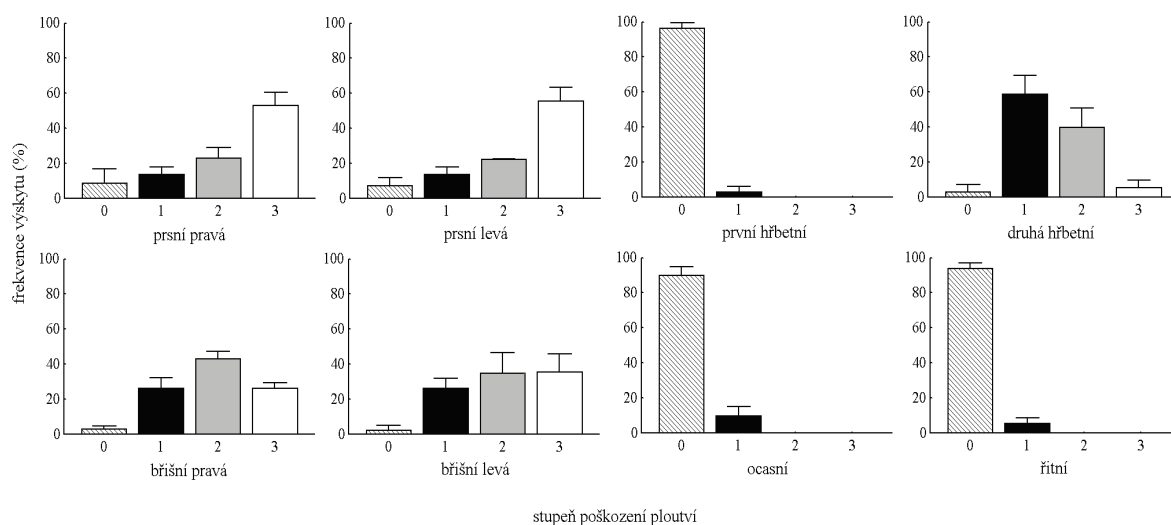 frekvence výskytu (%)
100
80
60
40
20
0
0 1 2 3
prsní pravá
100
80
60
40
20
0
0 1 2 3
prsní levá
100
80
60
40
20
0
0 1 2 3
první hřbetní
100
80
60
40
20
0
0 1 2 3
druhá hřbetní
100
80
60
40
20
0
0 1 2 3
břišní pravá
100
80
60
40
20
0
0 1 2 3
břišní levá
100
80
60
40
20
0
0 1 2 3
ocasní
100
80
60
40
20
0
0 1 2 3
řitní
stupeň poškození ploutví